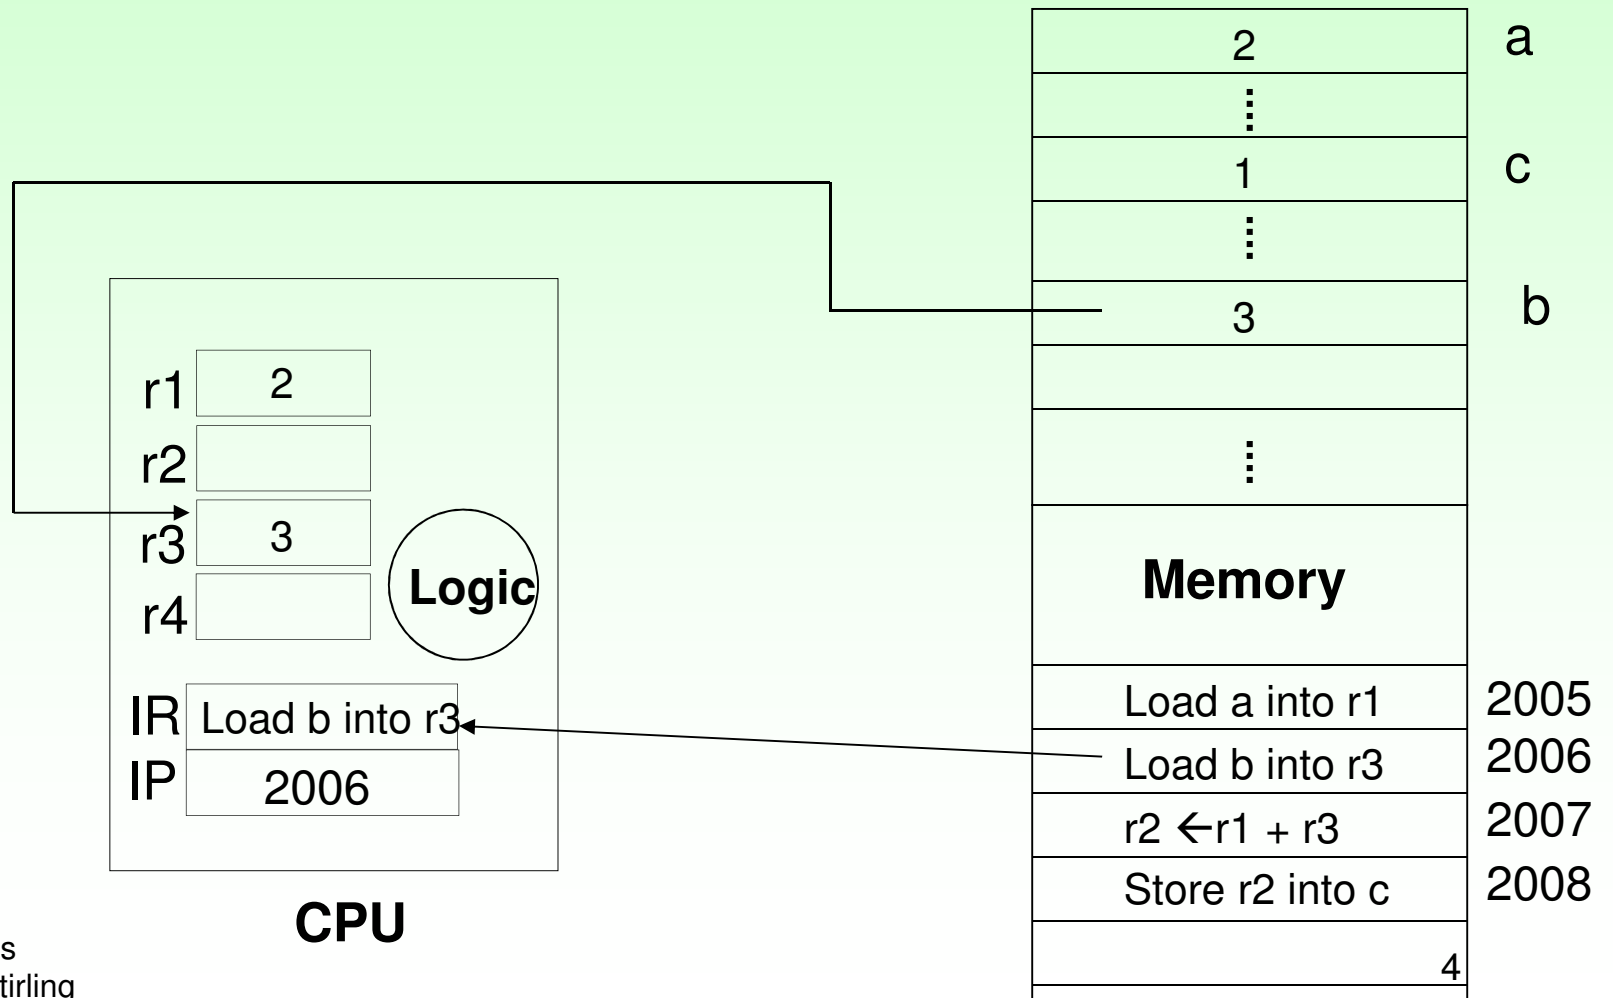 2 a
1 c
3 b
r1 2
r2
r3 3
r4
Logic
Memory
IR Load b into r3
IP 2006
CPU
Load a into r1 2005
Load b into r3 2006
r2 ←r1 + r3 2007
Store r2 into c 2008
s
tirling
4